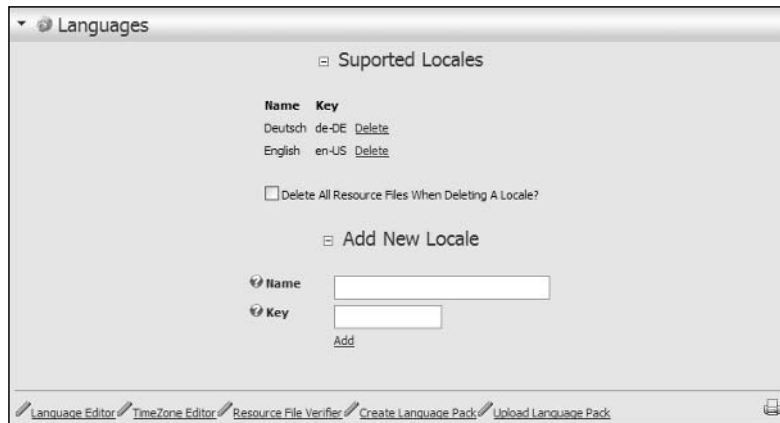 Languages
Suported Locales
Name Key
Deutsch de-DE Delete
English en-US Delete
Delete All Resource Files When Deleting A Locale?
Add New Locale
Name
Key
Add
Language Editor TimeZone Editor Resource File Verifier Create Language Pack Upload Language Pack